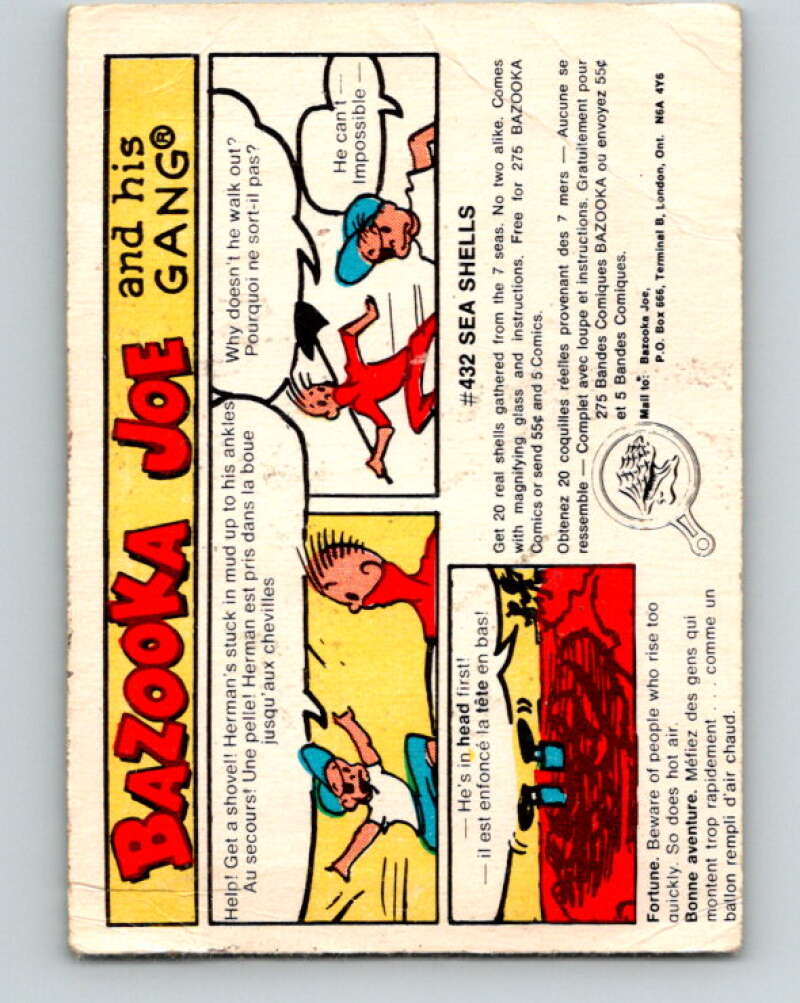 BAZOOKA JOE and his GANG®
Help! Get a shovel! Herman's stuck in mud up to his ankles
Au secours! Une pelle! Herman est pris dans la boue
jusqu'aux chevilles
Why doesn't he walk out?
Pourquoi ne sort-il pas?
He can't —
Impossible —
— He's in head first!
— il est enfoncé la tête en bas!
Fortune. Beware of people who rise too
quickly. So does hot air.
Bonne aventure. Méfiez des gens qui
montent trop rapidement . . . comme un
ballon rempli d'air chaud.
#432 SEA SHELLS
Get 20 real shells gathered from the 7 seas. No two alike. Comes
with magnifying glass and instructions. Free for 275 BAZOOKA
Comics or send 55¢ and 5 Comics.
Obtenez 20 coquilles réelles provenant des 7 mers — Aucune se
ressemble — Complet avec loupe et instructions. Gratuitement pour
275 Bandes Comiques BAZOOKA ou envoyez 55¢
et 5 Bandes Comiques.
Mail to: Bazooka Joe,
P.O. Box 666, Terminal B, London, Ont. N6A 4Y6